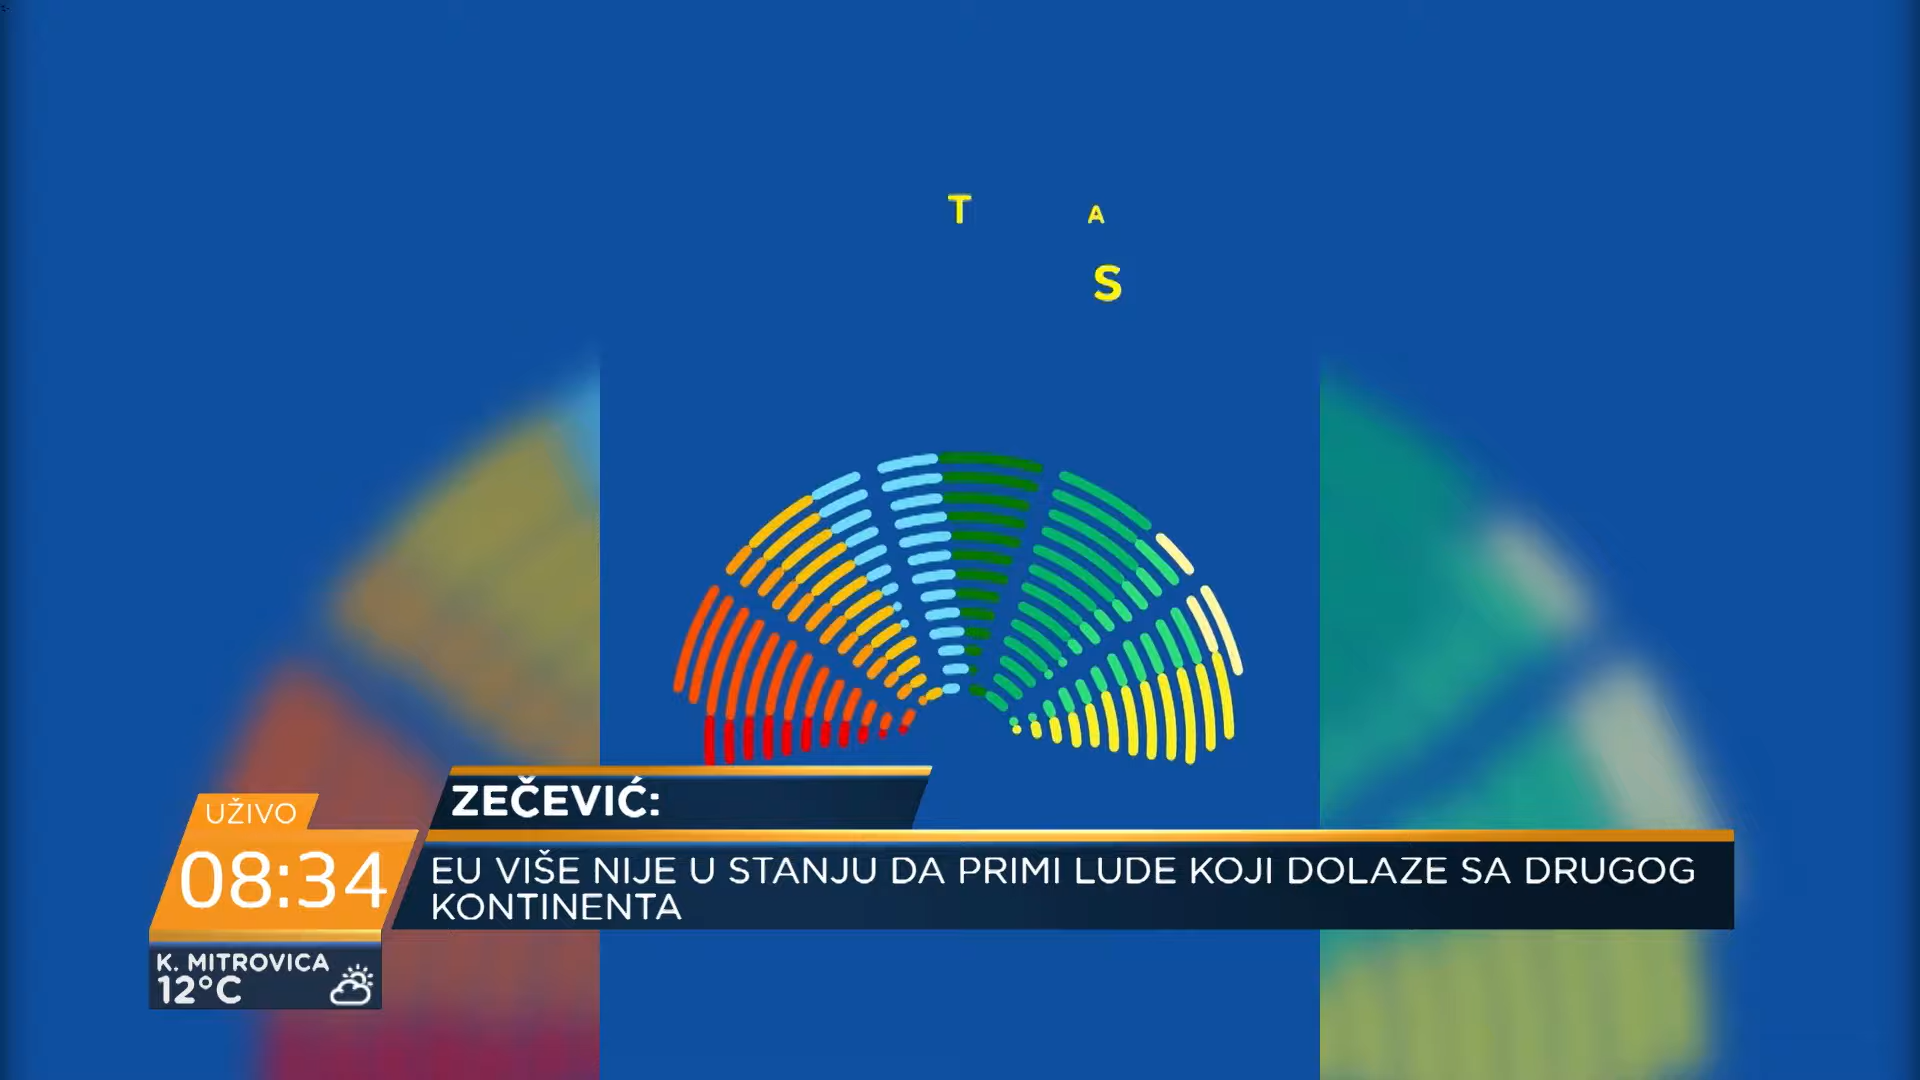 T A
S
ZEČEVIĆ:
UŽIVO
08:34
EU VIŠE NIJE U STANJU DA PRIMI LUDE KOJI DOLAZE SA DRUGOG
KONTINENTA
K. MITROVICA
12°C